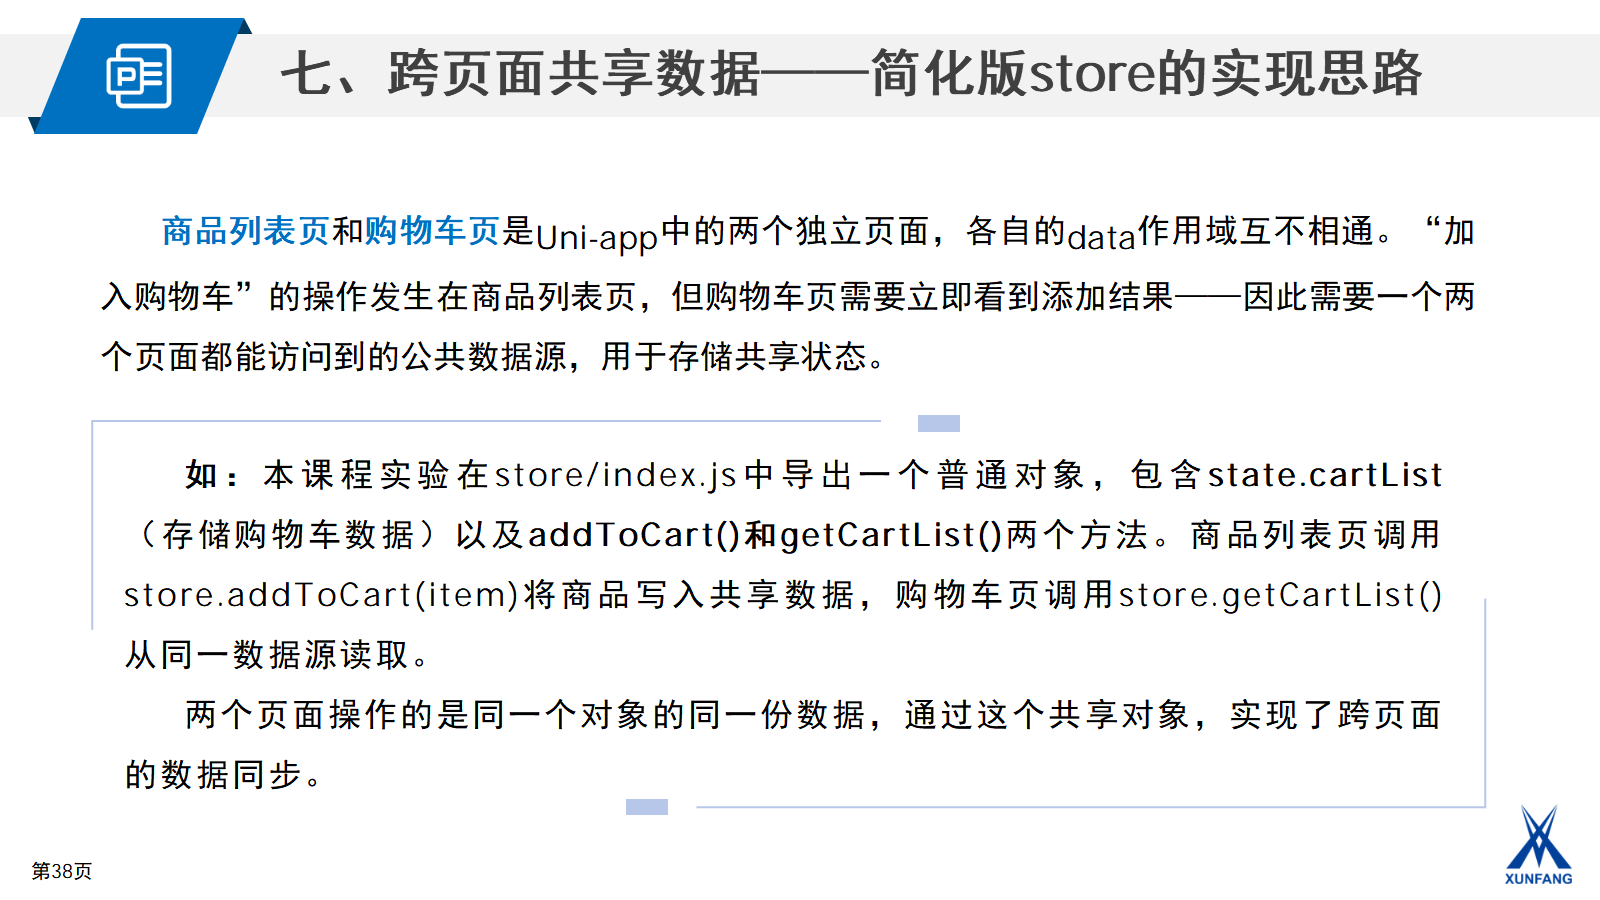 七、跨页面共享数据——简化版store的实现思路
商品列表页和购物车页是Uni-app中的两个独立页面，各自的data作用域互不相通。“加
入购物车”的操作发生在商品列表页，但购物车页需要立即看到添加结果——因此需要一个两
个页面都能访问到的公共数据源，用于存储共享状态。
如：本课程实验在store/index.js中导出一个普通对象，包含state.cartList
（存储购物车数据）以及addToCart()和getCartList()两个方法。商品列表页调用
store.addToCart(item)将商品写入共享数据，购物车页调用store.getCartList()
从同一数据源读取。
两个页面操作的是同一个对象的同一份数据，通过这个共享对象，实现了跨页面
的数据同步。
第38页
XUNFANG